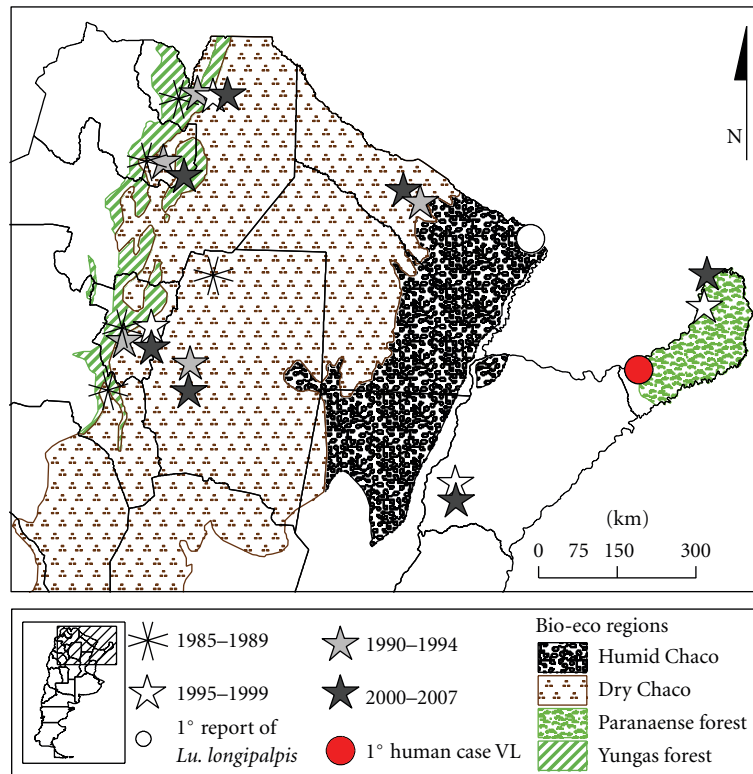 N
(km)
0 75 150 300
1985–1989
1990–1994
1995–1999
2000–2007
1° report of
Lu. longipalpis
1° human case VL
Bio-eco regions
Humid Chaco
Dry Chaco
Paranaense forest
Yungas forest